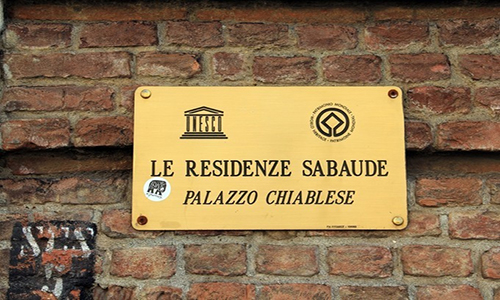 UNESCO
LE RESIDENZE SABAUDE
PALAZZO CHIABLESE